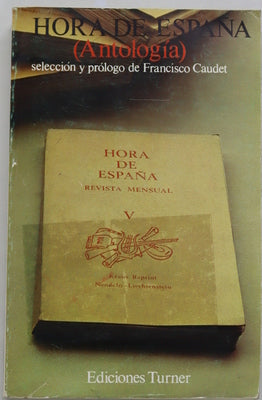 HORA DE ESPAÑA
(Antología)
selección y prólogo de Francisco Caudet
HORA
DE
ESPAÑA
REVISTA MENSUAL
V
Kraus Reprint
Nendeln - Liechtenstein
Ediciones Turner